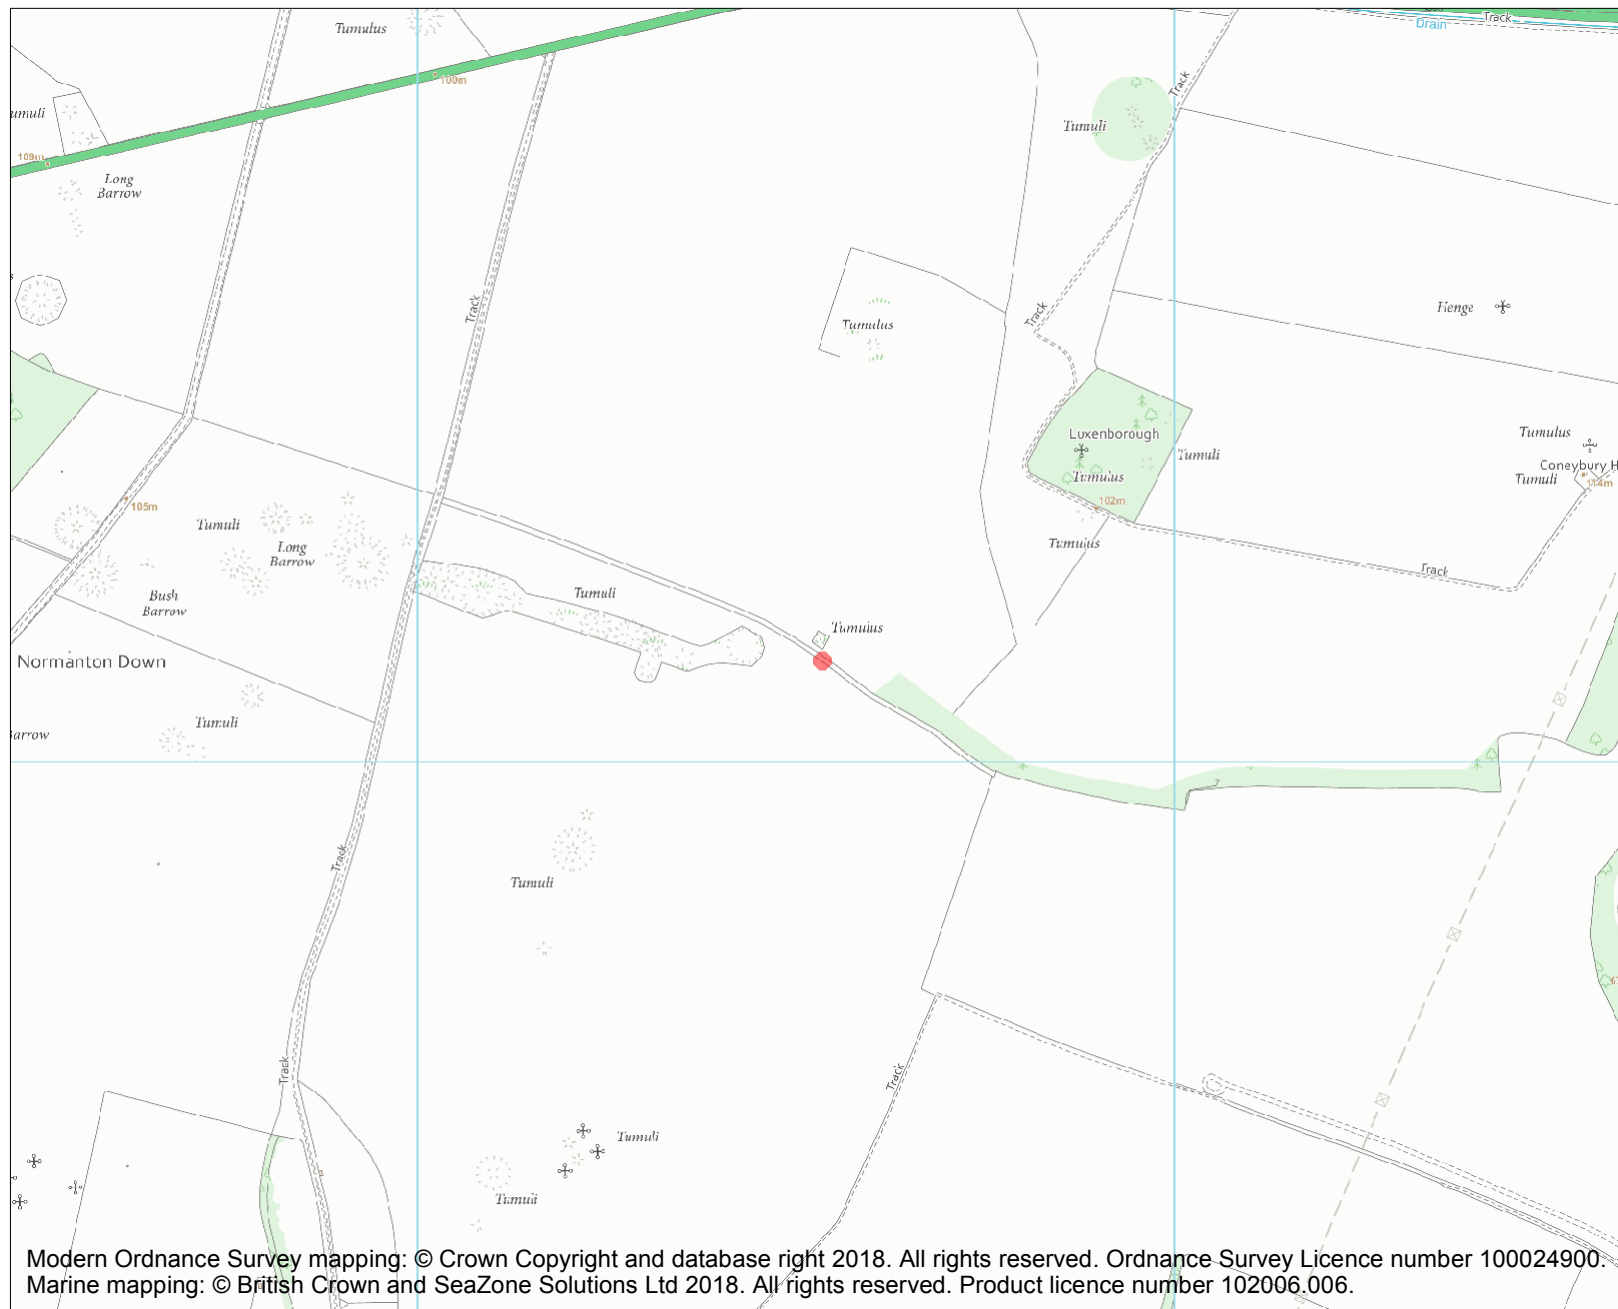 Tumulus
Track
Drain
100m
Track
umuli
Tumuli
109m
Long
Barrow
Track
Track
Henge
Tumulus
Luxenborough
Tumulus
Tumuli
Coneybury H
Tumulus
Tumuli
114m
102m
105m
Tumuli
Long
Barrow
Tumulus
Track
Bush
Barrow
Tumuli
Tumulus
Normanton Down
Tumuli
arrow
Track
Tumuli
67
Track
Track
Tumuli
Tumuli
Modern Ordnance Survey mapping: © Crown Copyright and database right 2018. All rights reserved. Ordnance Survey Licence number 100024900.
Marine mapping: © British Crown and SeaZone Solutions Ltd 2018. All rights reserved. Product licence number 102006.006.